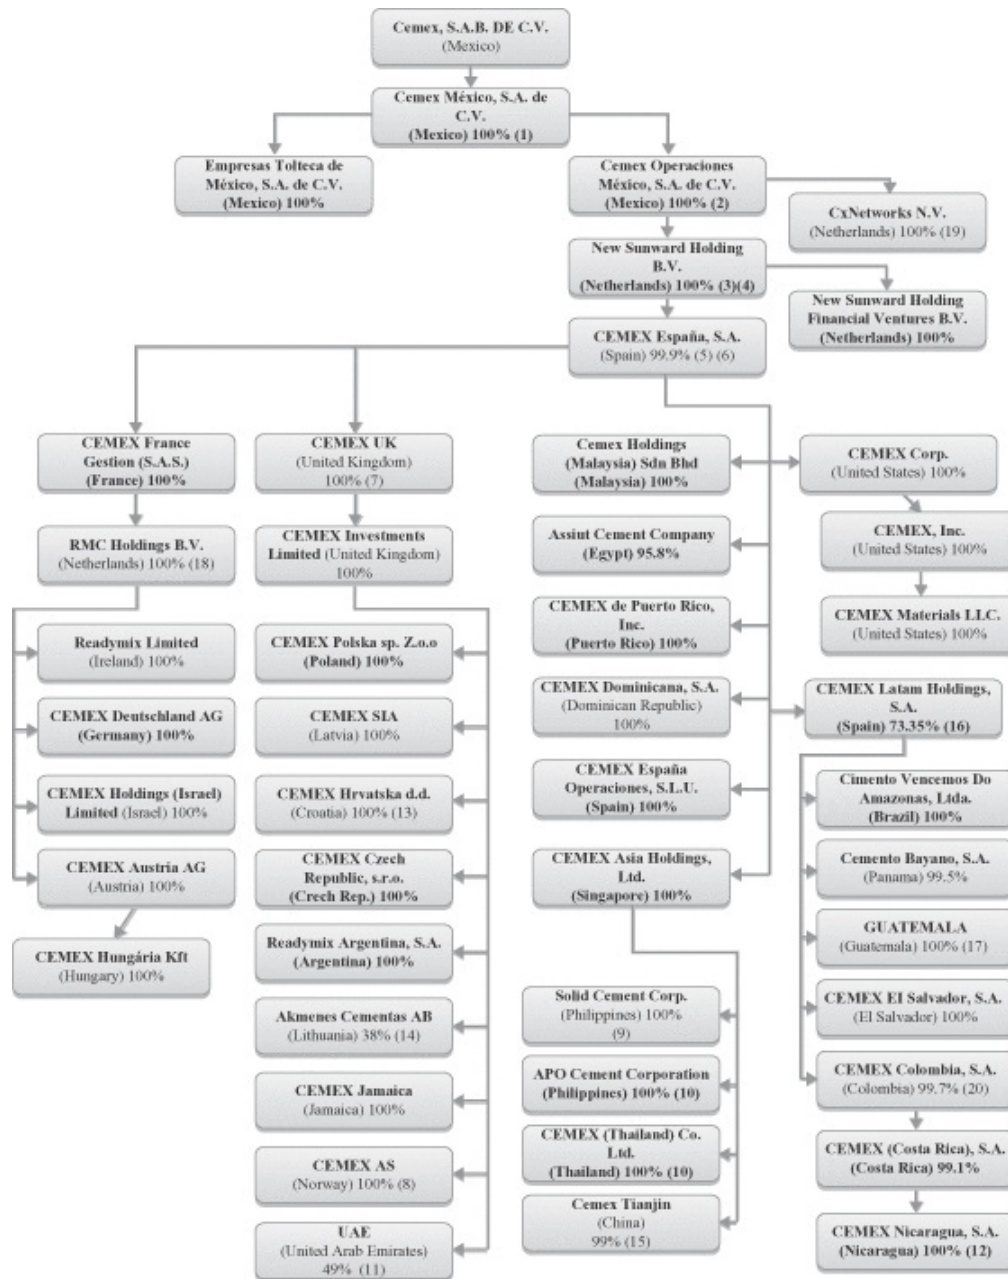 Cemex, S.A.B. DE C.V.
(Mexico)
Cemex México, S.A. de
C.V.
(Mexico) 100% (1)
Empresas Tolteca de
México, S.A. de C.V.
(Mexico) 100%
Cemex Operaciones
México, S.A. de C.V.
(Mexico) 100% (2)
CxNetworks N.V.
(Netherlands) 100% (19)
New Sunward Holding
B.V.
(Netherlands) 100% (3)(4)
New Sunward Holding
Financial Ventures B.V.
(Netherlands) 100%
CEMEX España, S.A.
(Spain) 99.9% (5) (6)
CEMEX France
Gestion (S.A.S.)
(France) 100%
RMC Holdings B.V.
(Netherlands) 100% (18)
Readymix Limited
(Ireland) 100%
CEMEX Deutschland AG
(Germany) 100%
CEMEX Holdings (Israel)
Limited (Israel) 100%
CEMEX Austria AG
(Austria) 100%
CEMEX Hungária Kft
(Hungary) 100%
CEMEX UK
(United Kingdom)
100% (7)
CEMEX Investments
Limited (United Kingdom)
100%
CEMEX Polska sp. Z.o.o
(Poland) 100%
CEMEX SIA
(Latvia) 100%
CEMEX Hrvatska d.d.
(Croatia) 100% (13)
CEMEX Czech
Republic, s.r.o.
(Crech Rep.) 100%
Readymix Argentina, S.A.
(Argentina) 100%
Akmenes Cementas AB
(Lithuania) 38% (14)
CEMEX Jamaica
(Jamaica) 100%
CEMEX AS
(Norway) 100% (8)
UAE
(United Arab Emirates)
49% (11)
Cemex Holdings
(Malaysia) Sdn Bhd
(Malaysia) 100%
Assiut Cement Company
(Egypt) 95.8%
CEMEX de Puerto Rico,
Inc.
(Puerto Rico) 100%
CEMEX Dominicana, S.A.
(Dominican Republic)
100%
CEMEX España
Operaciones, S.L.U.
(Spain) 100%
CEMEX Asia Holdings,
Ltd.
(Singapore) 100%
Solid Cement Corp.
(Philippines) 100%
(9)
APO Cement Corporation
(Philippines) 100% (10)
CEMEX (Thailand) Co.
Ltd.
(Thailand) 100% (10)
Cemex Tianjin
(China)
99% (15)
CEMEX Corp.
(United States) 100%
CEMEX, Inc.
(United States) 100%
CEMEX Materials LLC.
(United States) 100%
CEMEX Latam Holdings,
S.A.
(Spain) 73.35% (16)
Cimento Vencemos Do
Amazonas, Ltda.
(Brazil) 100%
Cemento Bayano, S.A.
(Panama) 99.5%
GUATEMALA
(Guatemala) 100% (17)
CEMEX El Salvador, S.A.
(El Salvador) 100%
CEMEX Colombia, S.A.
(Colombia) 99.7% (20)
CEMEX (Costa Rica), S.A.
(Costa Rica) 99.1%
CEMEX Nicaragua, S.A.
(Nicaragua) 100% (12)